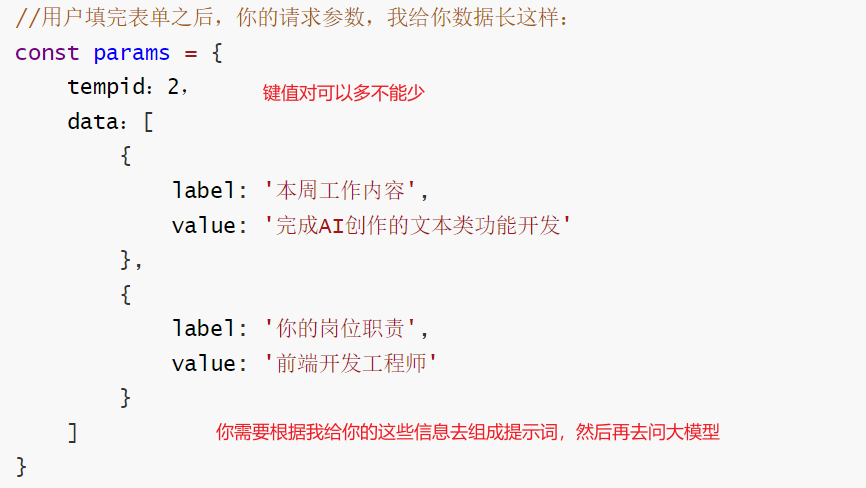 //用户填完表单之后，你的请求参数，我给你数据长这样：
const params = {
tempid：2，
键值对可以多不能少
data：[
{
label: '本周工作内容',
value: '完成AI创作的文本类功能开发'
},
{
label: '你的岗位职责',
value: '前端开发工程师'
}
]
你需要根据我给你的这些信息去组成提示词，然后再去问大模型
}